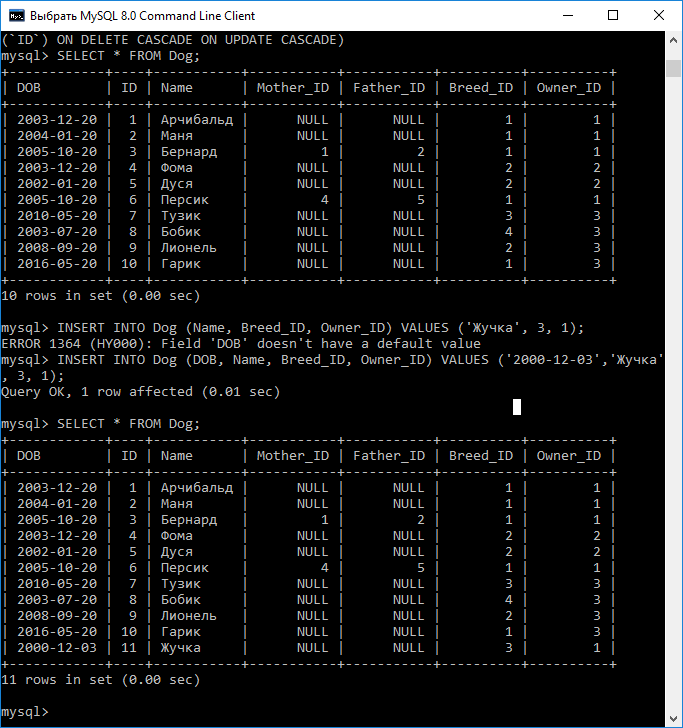 Выбрать MySQL 8.0 Command Line Client
(`ID`) ON DELETE CASCADE ON UPDATE CASCADE)
mysql> SELECT * FROM Dog;
+------------+----+-----------+-----------+-----------+----------+----------+
| DOB        | ID | Name      | Mother_ID | Father_ID | Breed_ID | Owner_ID |
+------------+----+-----------+-----------+-----------+----------+----------+
| 2003-12-20 |  1 | Арчибальд |      NULL |      NULL |        1 |        1 |
| 2004-01-20 |  2 | Маня      |      NULL |      NULL |        1 |        1 |
| 2005-10-20 |  3 | Бернард   |         1 |         2 |        1 |        1 |
| 2003-12-20 |  4 | Фома      |      NULL |      NULL |        2 |        2 |
| 2002-01-20 |  5 | Дуся      |      NULL |      NULL |        2 |        2 |
| 2005-10-20 |  6 | Персик    |         4 |         5 |        1 |        1 |
| 2010-05-20 |  7 | Тузик     |      NULL |      NULL |        3 |        3 |
| 2003-07-20 |  8 | Бобик     |      NULL |      NULL |        4 |        3 |
| 2008-09-20 |  9 | Лионель   |      NULL |      NULL |        2 |        3 |
| 2016-05-20 | 10 | Гарик     |      NULL |      NULL |        1 |        3 |
+------------+----+-----------+-----------+-----------+----------+----------+
10 rows in set (0.00 sec)
mysql> INSERT INTO Dog (Name, Breed_ID, Owner_ID) VALUES ('Жучка', 3, 1);
ERROR 1364 (HY000): Field 'DOB' doesn't have a default value
mysql> INSERT INTO Dog (DOB, Name, Breed_ID, Owner_ID) VALUES ('2000-12-03','Жучка'
, 3, 1);
Query OK, 1 row affected (0.01 sec)
mysql> SELECT * FROM Dog;
+------------+----+-----------+-----------+-----------+----------+----------+
| DOB        | ID | Name      | Mother_ID | Father_ID | Breed_ID | Owner_ID |
+------------+----+-----------+-----------+-----------+----------+----------+
| 2003-12-20 |  1 | Арчибальд |      NULL |      NULL |        1 |        1 |
| 2004-01-20 |  2 | Маня      |      NULL |      NULL |        1 |        1 |
| 2005-10-20 |  3 | Бернард   |         1 |         2 |        1 |        1 |
| 2003-12-20 |  4 | Фома      |      NULL |      NULL |        2 |        2 |
| 2002-01-20 |  5 | Дуся      |      NULL |      NULL |        2 |        2 |
| 2005-10-20 |  6 | Персик    |         4 |         5 |        1 |        1 |
| 2010-05-20 |  7 | Тузик     |      NULL |      NULL |        3 |        3 |
| 2003-07-20 |  8 | Бобик     |      NULL |      NULL |        4 |        3 |
| 2008-09-20 |  9 | Лионель   |      NULL |      NULL |        2 |        3 |
| 2016-05-20 | 10 | Гарик     |      NULL |      NULL |        1 |        3 |
| 2000-12-03 | 11 | Жучка     |      NULL |      NULL |        3 |        1 |
+------------+----+-----------+-----------+-----------+----------+----------+
11 rows in set (0.00 sec)
mysql>